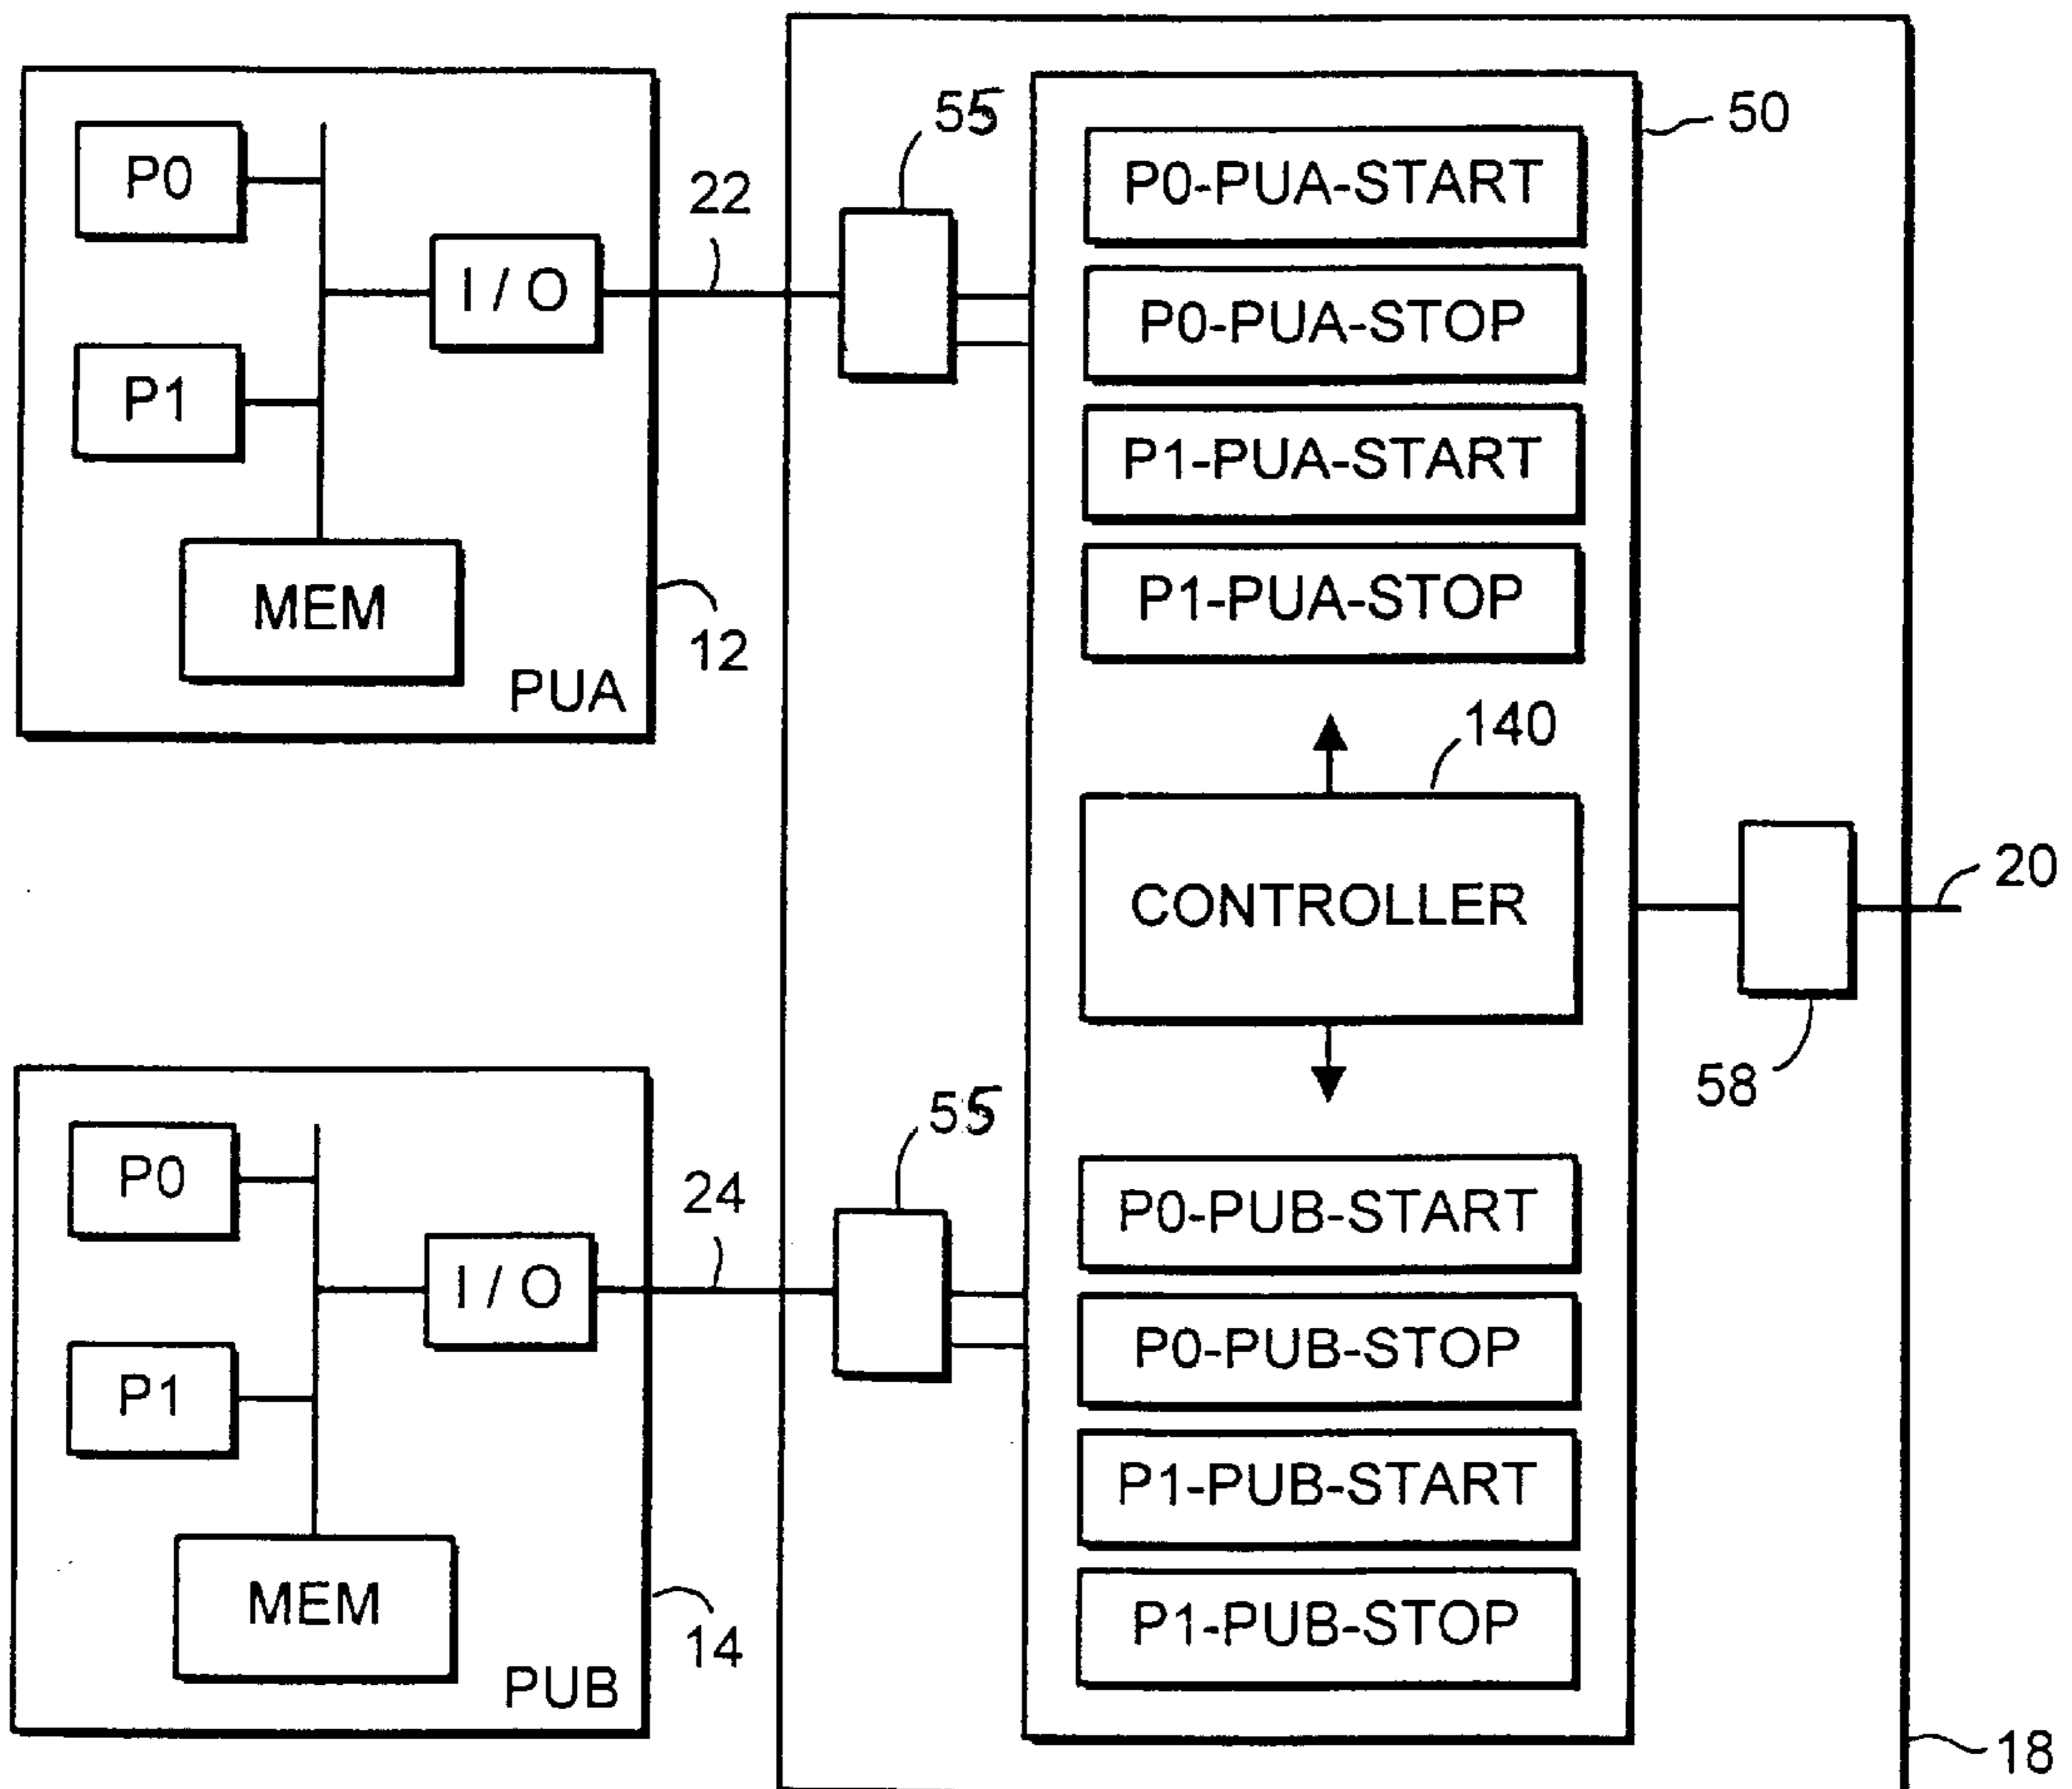 P0
P1
I / O
MEM
PUA
12
22
55
50
P0-PUA-START
P0-PUA-STOP
P1-PUA-START
P1-PUA-STOP
140
CONTROLLER
20
58
P0
P1
I / O
MEM
PUB
14
24
55
P0-PUB-START
P0-PUB-STOP
P1-PUB-START
P1-PUB-STOP
18